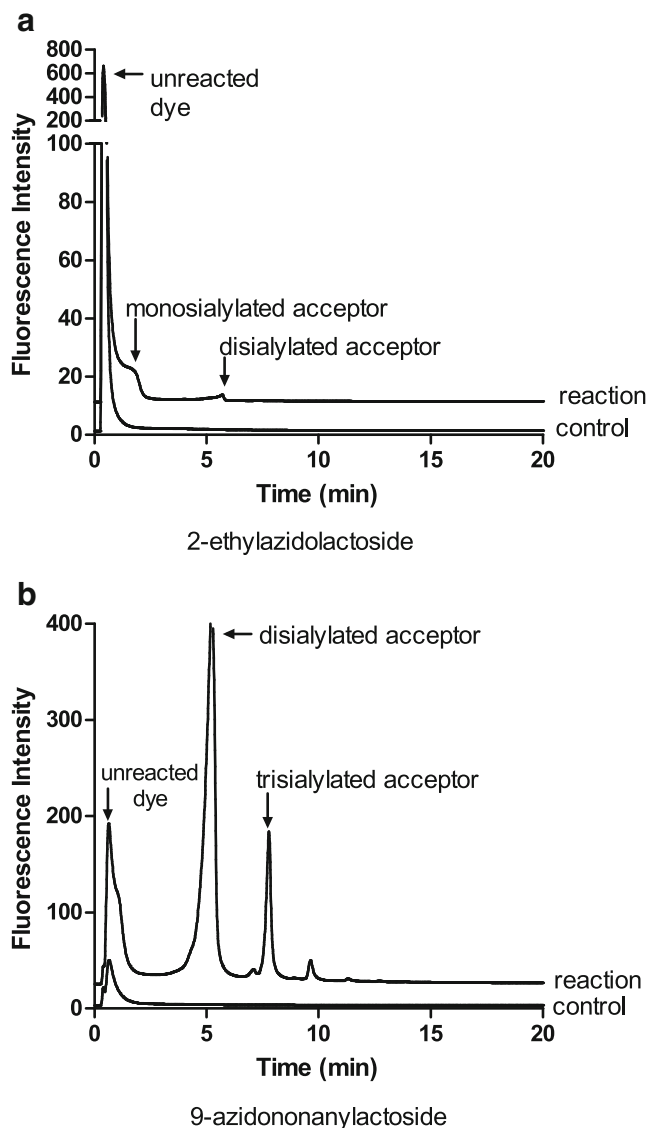 a
800
600
400
200
100
80
60
40
20
0
Fluorescence Intensity
unreacted
dye
monosialylated acceptor
disialylated acceptor
reaction
control
0 5 10 15 20
Time (min)
2-ethylazidolactoside
b
400
300
200
100
0
Fluorescence Intensity
disialylated acceptor
unreacted
dye
trisialylated acceptor
reaction
control
0 5 10 15 20
Time (min)
9-azidononanyllactoside